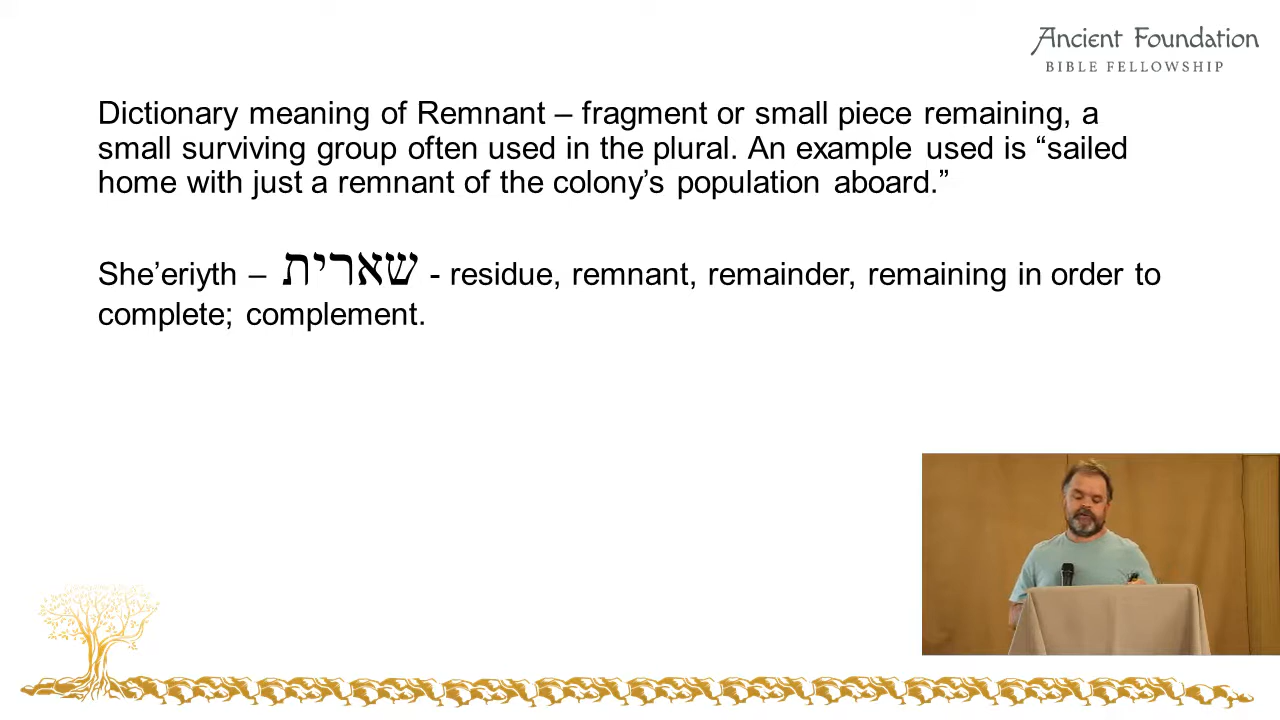 Ancient Foundation
BIBLE FELLOWSHIP
Dictionary meaning of Remnant – fragment or small piece remaining, a
small surviving group often used in the plural. An example used is “sailed
home with just a remnant of the colony’s population aboard.”
She’eriyth – שארית - residue, remnant, remainder, remaining in order to
complete; complement.